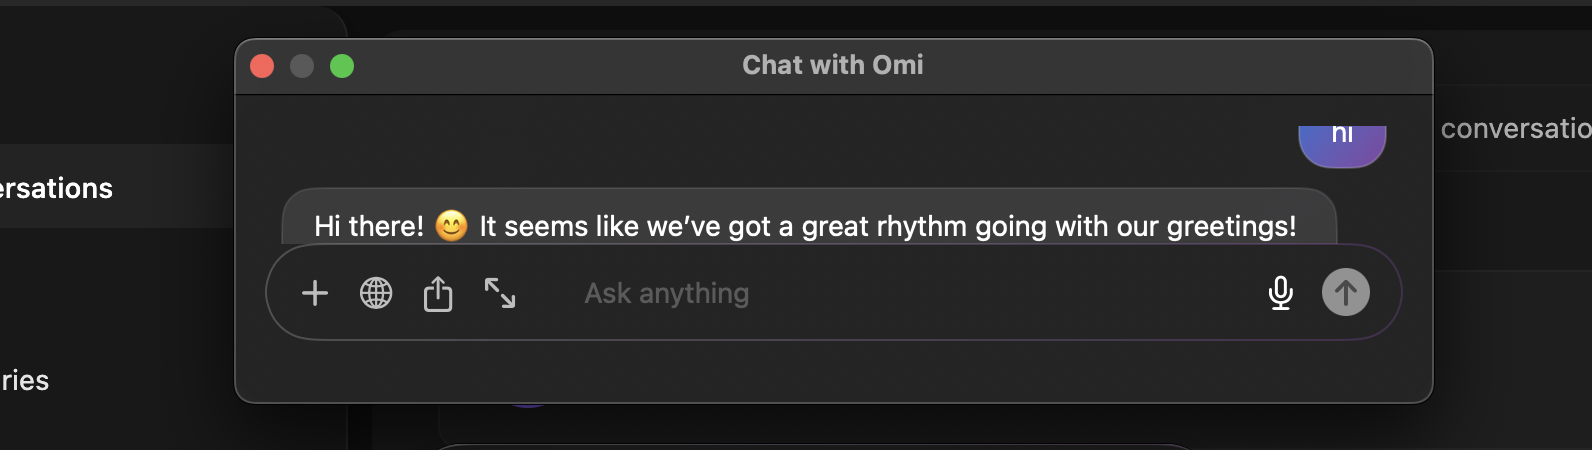 Chat with Omi
hi
conversatio
ersations
Hi there! 😊 It seems like we've got a great rhythm going with our greetings!
Ask anything
ries